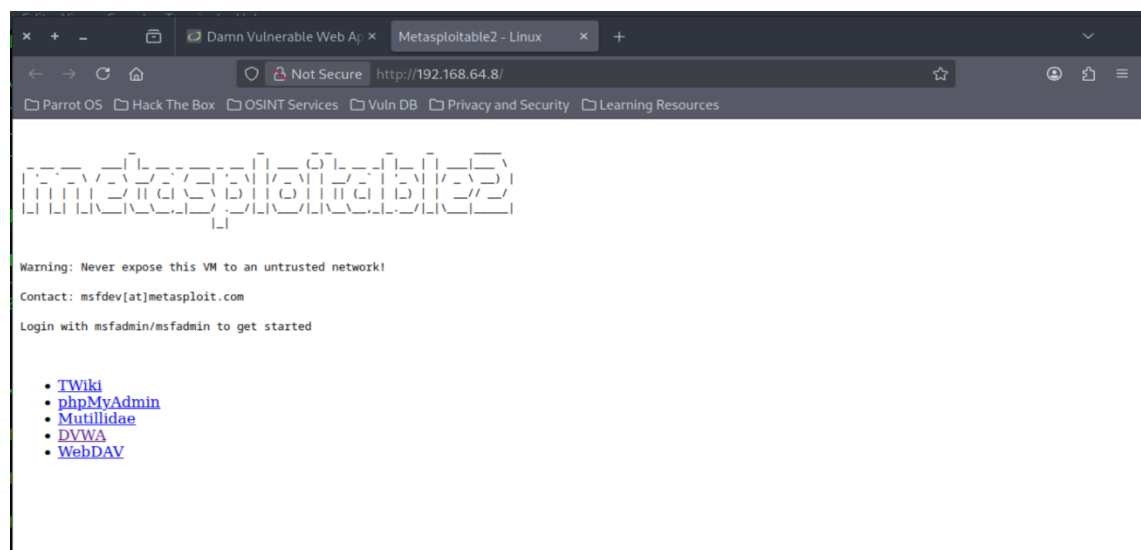 Damn Vulnerable Web Ap
Metasploitable2 - Linux
Not Secure http://192.168.64.8/
Parrot OS Hack The Box OSINT Services Vuln DB Privacy and Security Learning Resources
metasploitable2
Warning: Never expose this VM to an untrusted network!
Contact: msfdev[at]metasploit.com
Login with msfadmin/msfadmin to get started
TWiki
phpMyAdmin
Mutillidae
DVWA
WebDAV